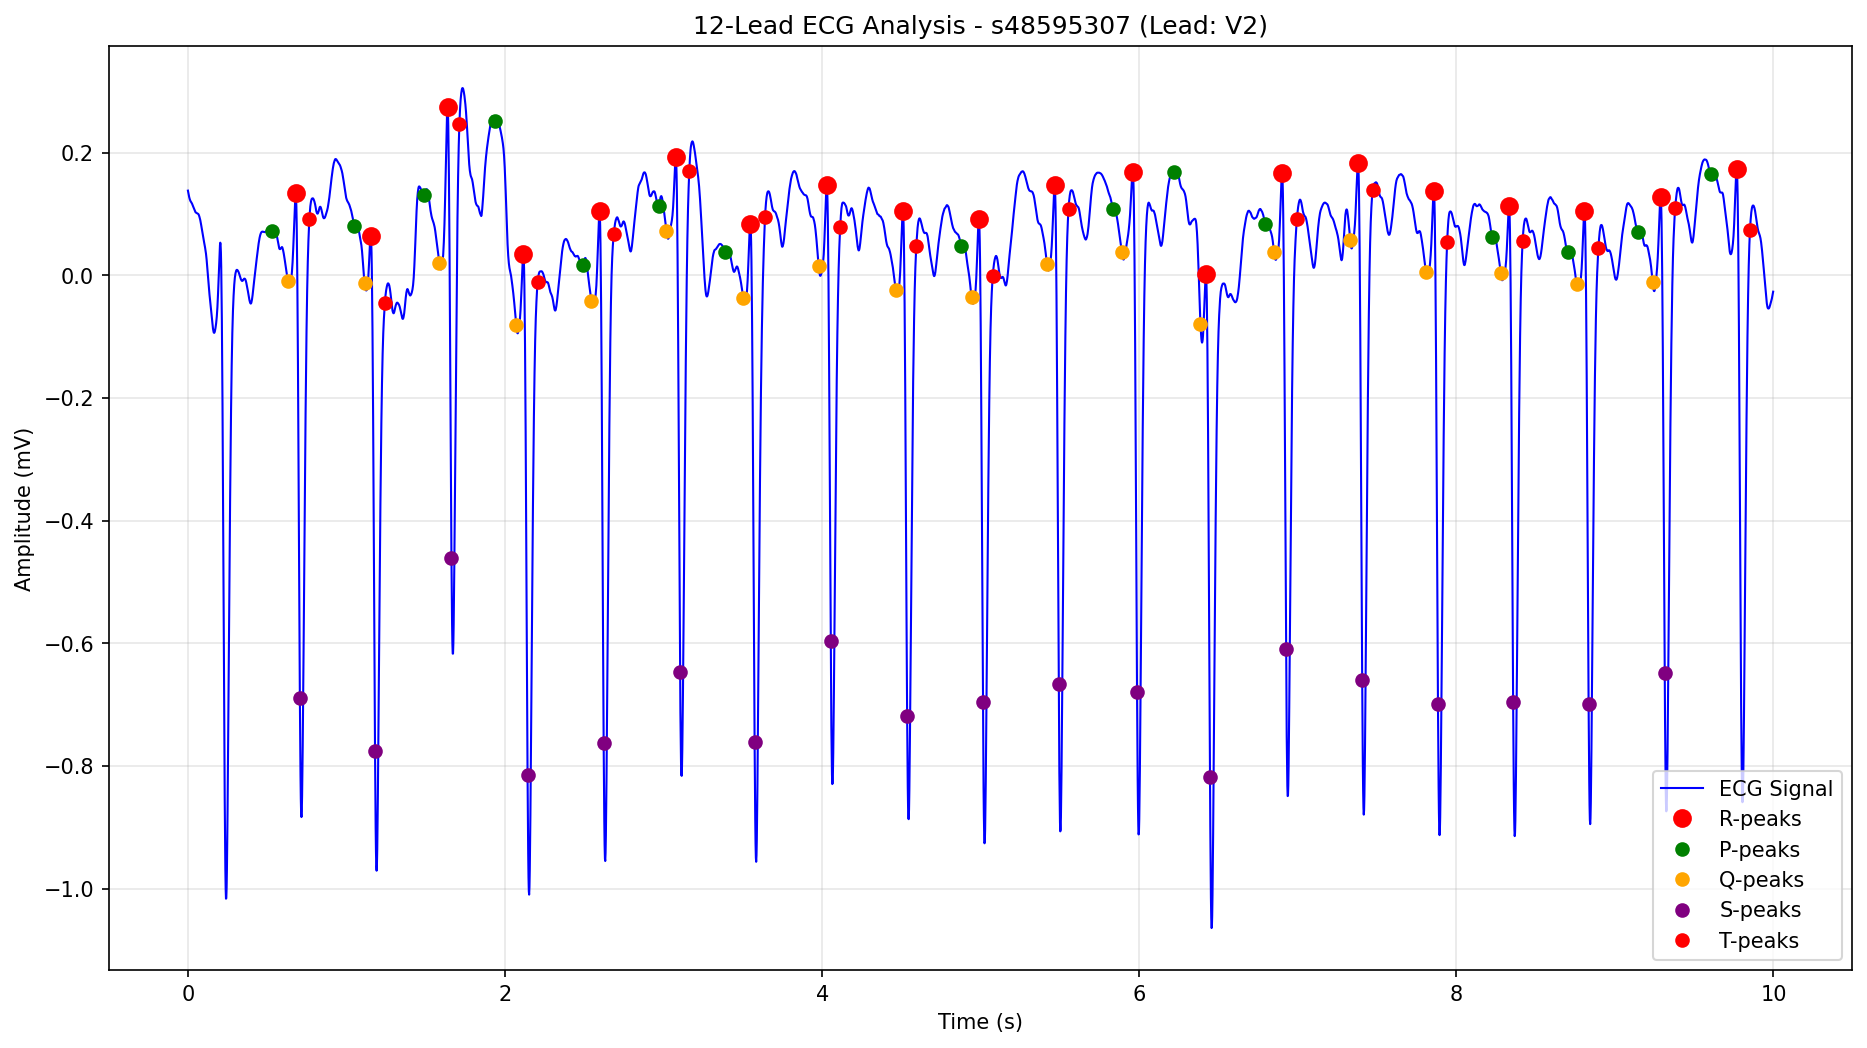 12-Lead ECG Analysis - s48595307 (Lead: V2)
0.2
0.0
−0.2
−0.4
−0.6
−0.8
−1.0
Amplitude (mV)
0 2 4 6 8 10
Time (s)
ECG Signal
R-peaks
P-peaks
Q-peaks
S-peaks
T-peaks